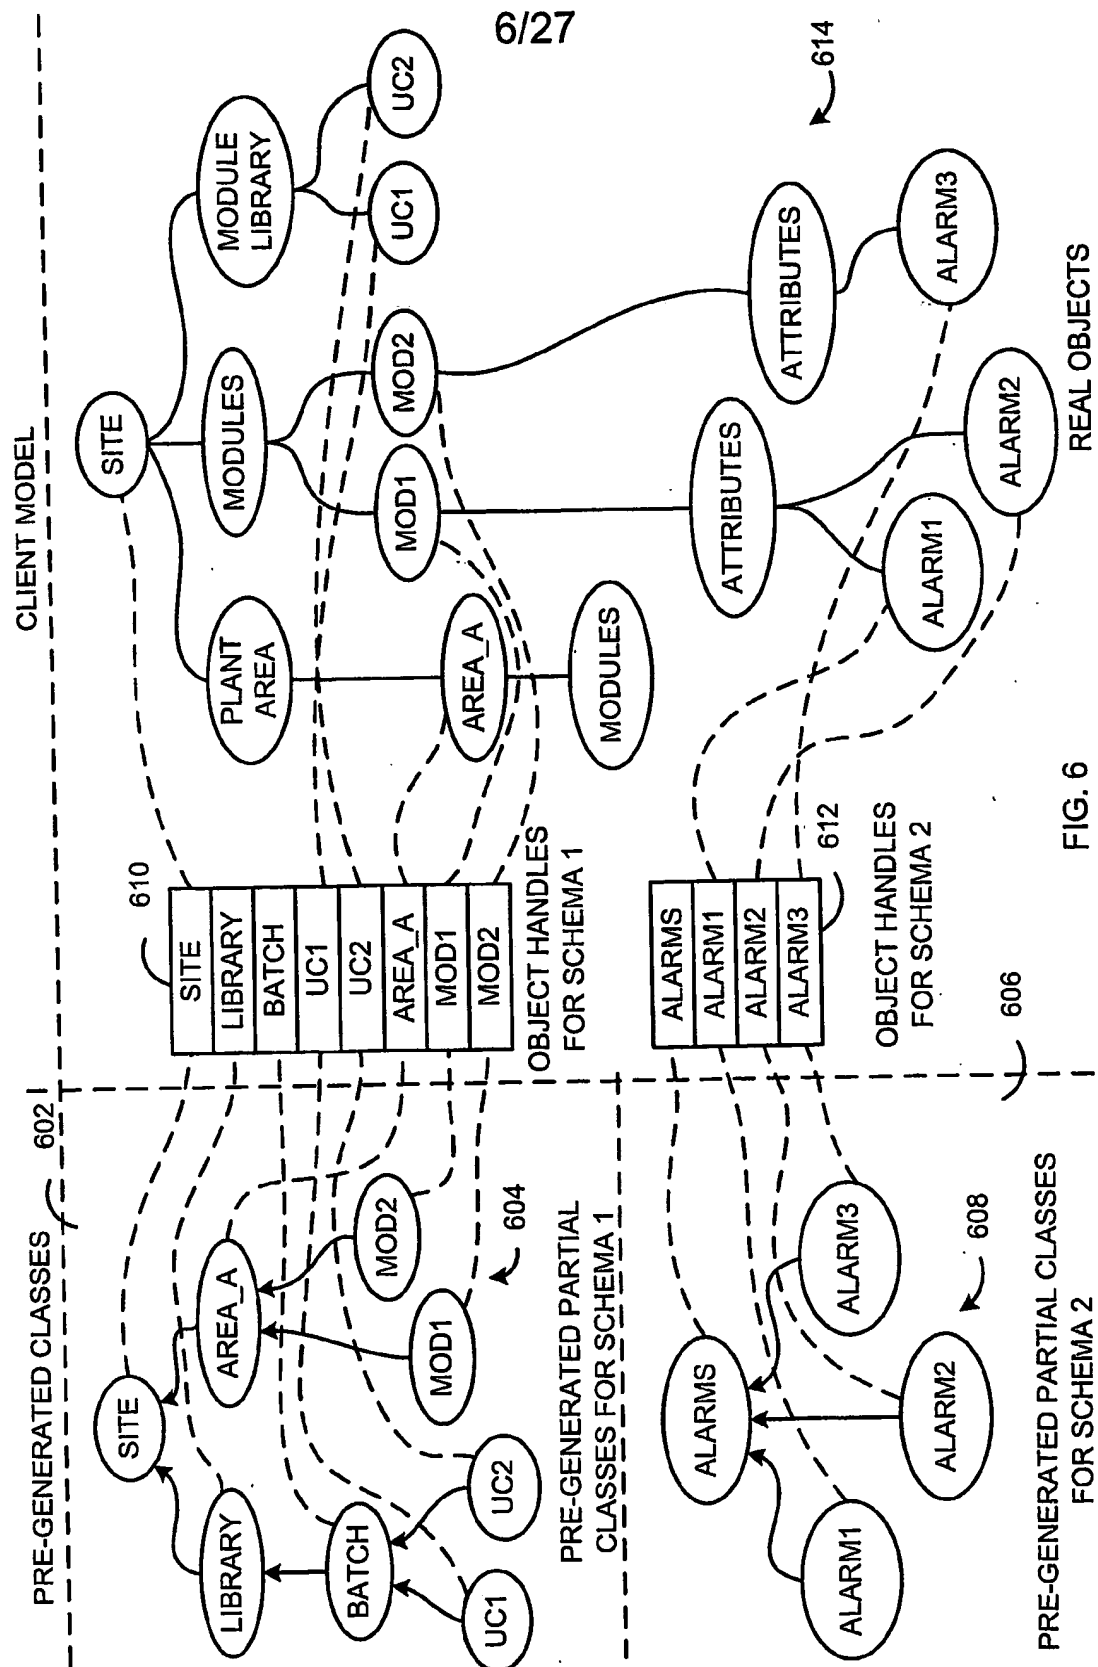 6/27
CLIENT MODEL
SITE
PLANT
AREA
MODULES
MODULE
LIBRARY
MOD1
MOD2
UC1
UC2
AREA_A
MODULES
ATTRIBUTES
ATTRIBUTES
ALARM1
ALARM2
ALARM3
614
REAL OBJECTS
610
SITE
LIBRARY
BATCH
UC1
UC2
AREA_A
MOD1
MOD2
OBJECT HANDLES
FOR SCHEMA 1
ALARMS
ALARM1
ALARM2
ALARM3
612
OBJECT HANDLES
FOR SCHEMA 2
606
FIG. 6
PRE-GENERATED CLASSES
602
SITE
LIBRARY
AREA_A
BATCH
MOD2
MOD1
UC1
UC2
604
PRE-GENERATED PARTIAL
CLASSES FOR SCHEMA 1
ALARMS
ALARM1
ALARM2
ALARM3
608
PRE-GENERATED PARTIAL CLASSES
FOR SCHEMA 2